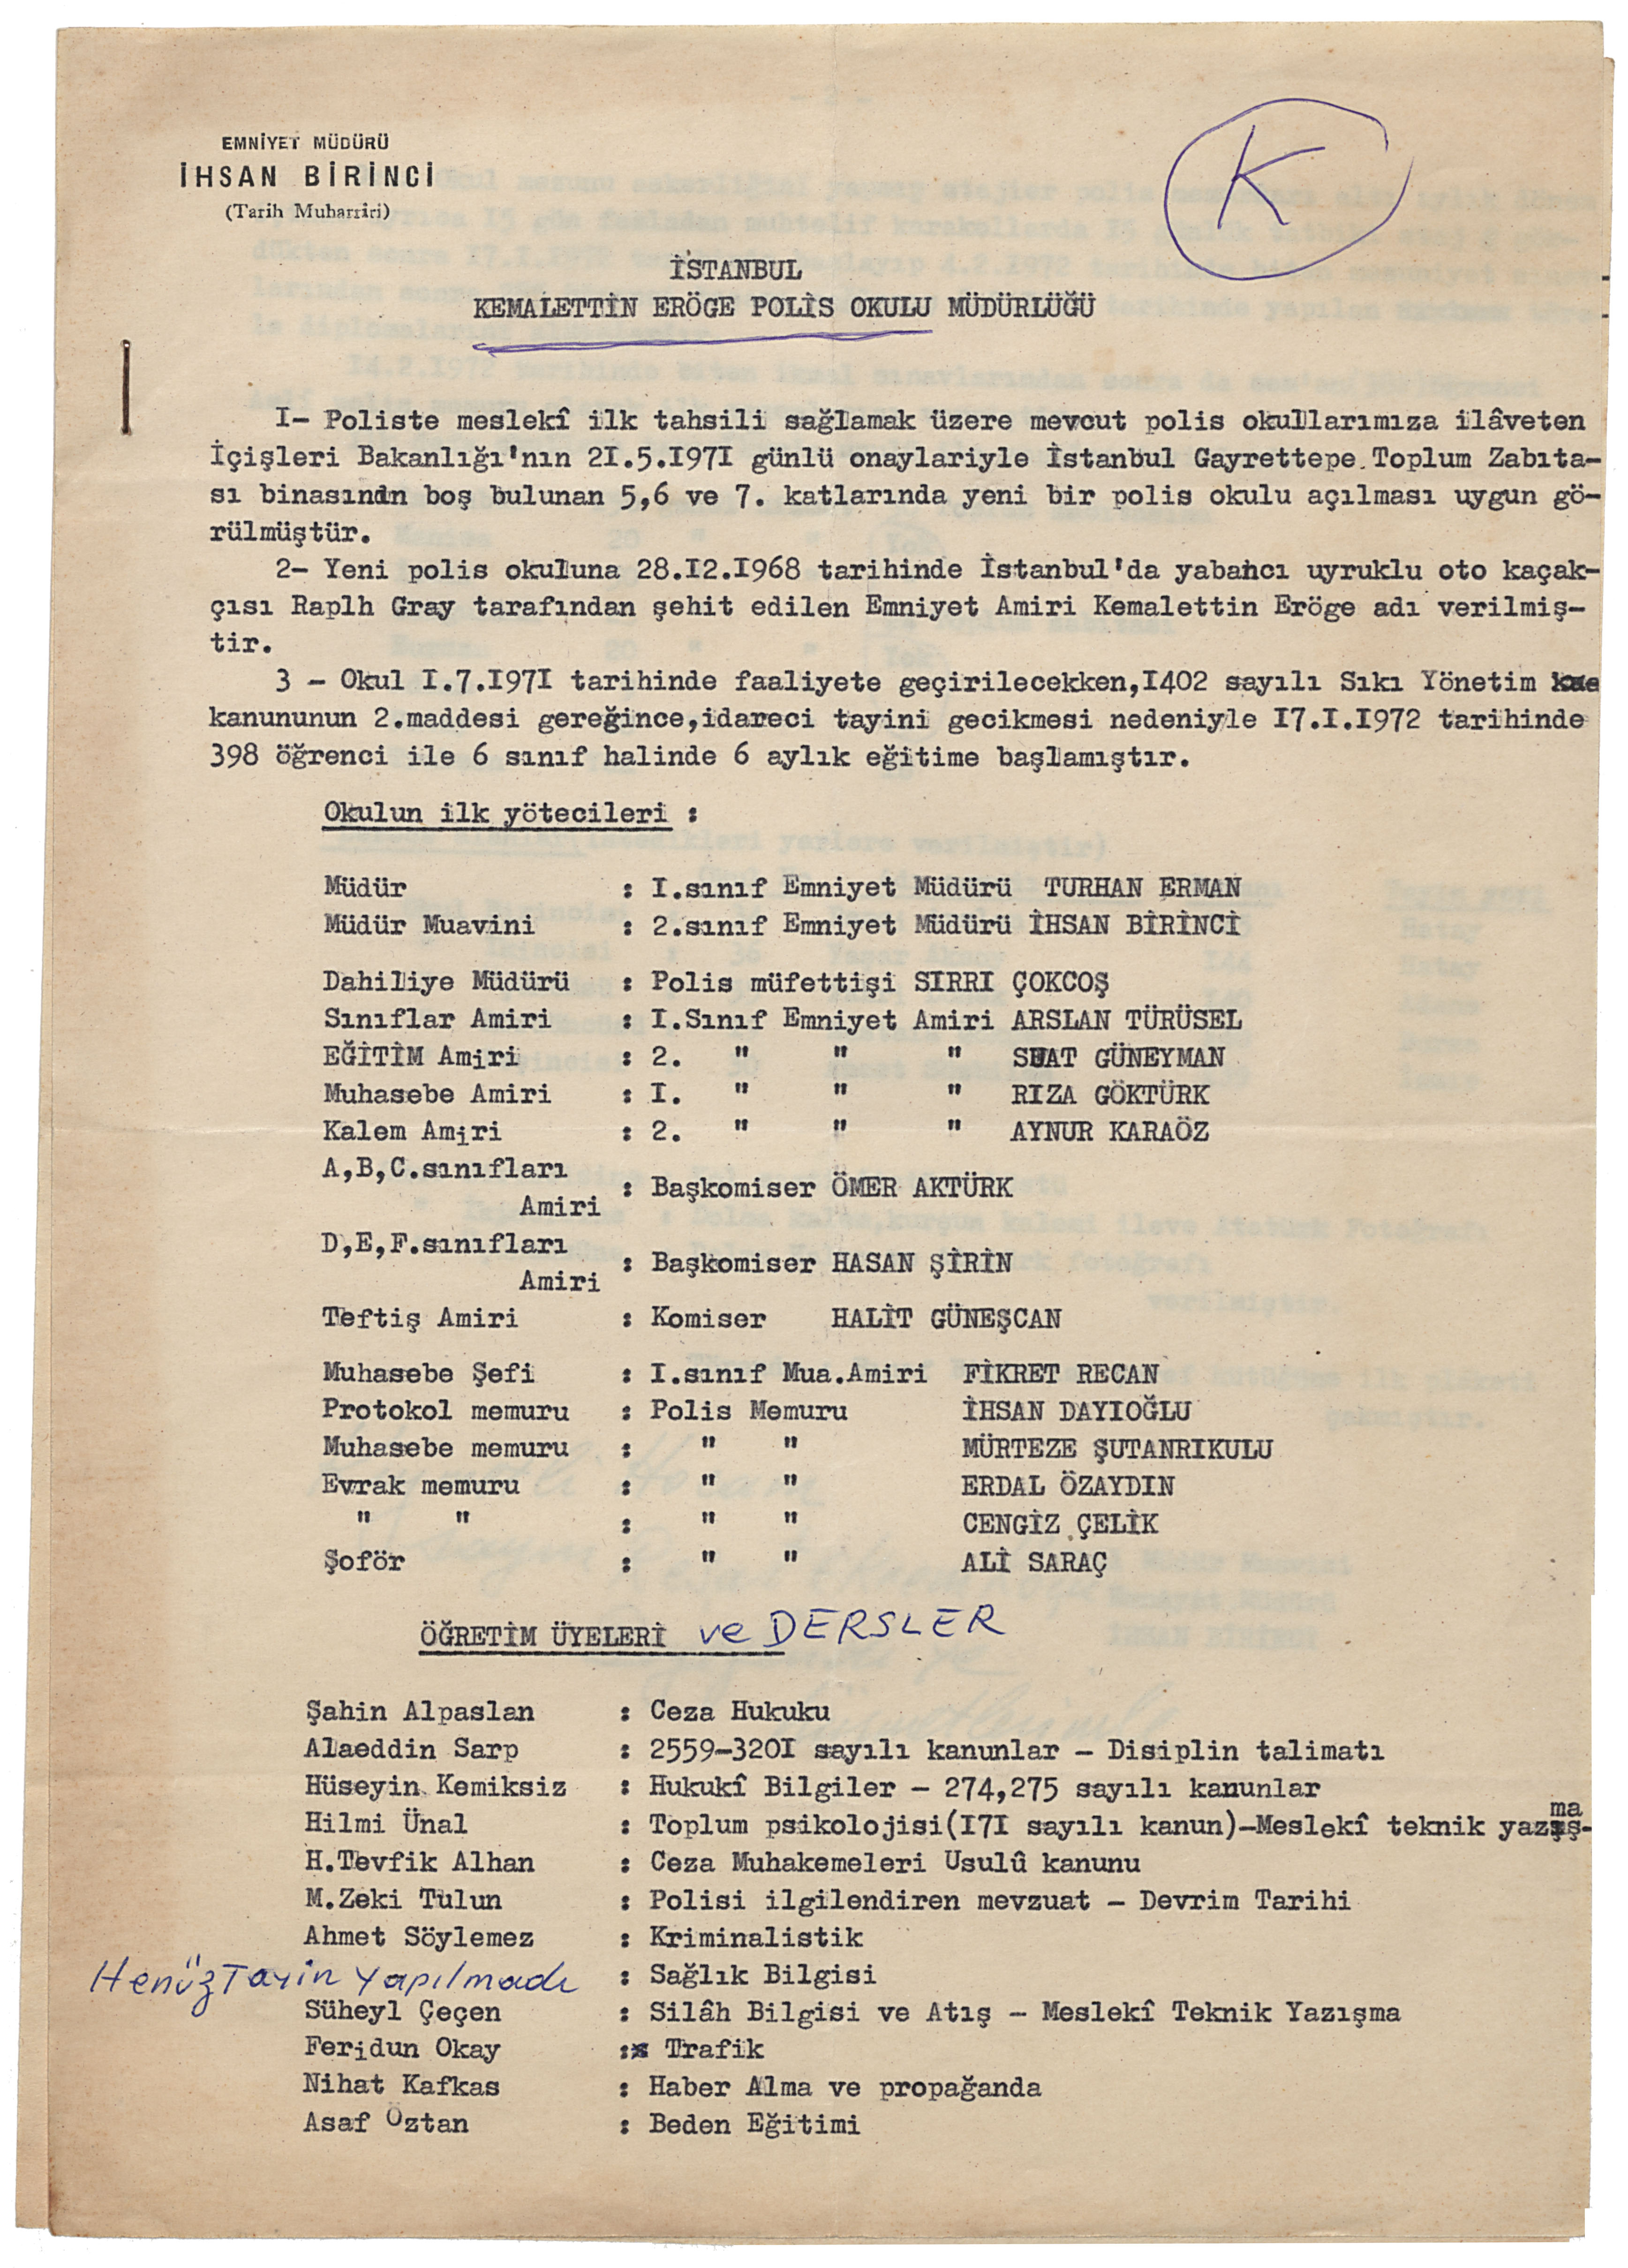 EMNİYET MÜDÜRÜ
İHSAN BİRİNCİ
(Tarih Muharriri)
K
İSTANBUL
KEMALETTİN ERÖGE POLİS OKULU MÜDÜRLÜĞÜ
I- Poliste meslekî ilk tahsili sağlamak üzere mevcut polis okullarımıza ilâveten
İçişleri Bakanlığı'nın 2I.5.I97I günlü onaylariyle İstanbul Gayrettepe Toplum Zabıta-
sı binasının boş bulunan 5,6 ve 7. katlarında yeni bir polis okulu açılması uygun gö-
rülmüştür.
2- Yeni polis okuluna 28.I2.I968 tarihinde İstanbul'da yabancı uyruklu oto kaçak-
çısı Raplh Gray tarafından şehit edilen Emniyet Amiri Kemalettin Eröge adı verilmiş-
tir.
3 - Okul I.7.I97I tarihinde faaliyete geçirilecekken,I402 sayılı Sıkı Yönetim
kanununun 2.maddesi gereğince,idareci tayini gecikmesi nedeniyle I7.I.I972 tarihinde
398 öğrenci ile 6 sınıf halinde 6 aylık eğitime başlamıştır.
Okulun ilk yötecileri :
Müdür : I.sınıf Emniyet Müdürü TURHAN ERMAN
Müdür Muavini : 2.sınıf Emniyet Müdürü İHSAN BİRİNCİ
Dahiliye Müdürü : Polis müfettişi SIRRI ÇOKCOŞ
Sınıflar Amiri : I.Sınıf Emniyet Amiri ARSLAN TÜRÜSEL
EĞİTİM Amiri : 2. " " " SUAT GÜNEYMAN
Muhasebe Amiri : I. " " " RIZA GÖKTÜRK
Kalem Amiri : 2. " " " AYNUR KARAÖZ
A,B,C.sınıfları
Amiri : Başkomiser ÖMER AKTÜRK
D,E,F.sınıfları
Amiri : Başkomiser HASAN ŞİRİN
Teftiş Amiri : Komiser HALİT GÜNEŞCAN
Muhasebe Şefi : I.sınıf Mua.Amiri FİKRET RECAN
Protokol memuru : Polis Memuru İHSAN DAYIOĞLU
Muhasebe memuru : " " MÜRTEZE ŞUTANRIKULU
Evrak memuru : " " ERDAL ÖZAYDIN
" " : " " CENGİZ ÇELİK
Şoför : " " ALİ SARAÇ
ÖĞRETİM ÜYELERİ ve DERSLER
Şahin Alpaslan : Ceza Hukuku
Alaeddin Sarp : 2559-320I sayılı kanunlar - Disiplin talimatı
Hüseyin Kemiksiz : Hukukî Bilgiler - 274,275 sayılı kanunlar
Hilmi Ünal : Toplum psikolojisi(I7I sayılı kanun)-Meslekî teknik yazış-
ma
H.Tevfik Alhan : Ceza Muhakemeleri Usulû kanunu
M.Zeki Tulun : Polisi ilgilendiren mevzuat - Devrim Tarihi
Ahmet Söylemez : Kriminalistik
Henüz Tayin Yapılmadı : Sağlık Bilgisi
Süheyl Çeçen : Silâh Bilgisi ve Atış - Meslekî Teknik Yazışma
Feridun Okay : Trafik
Nihat Kafkas : Haber Alma ve propağanda
Asaf Öztan : Beden Eğitimi